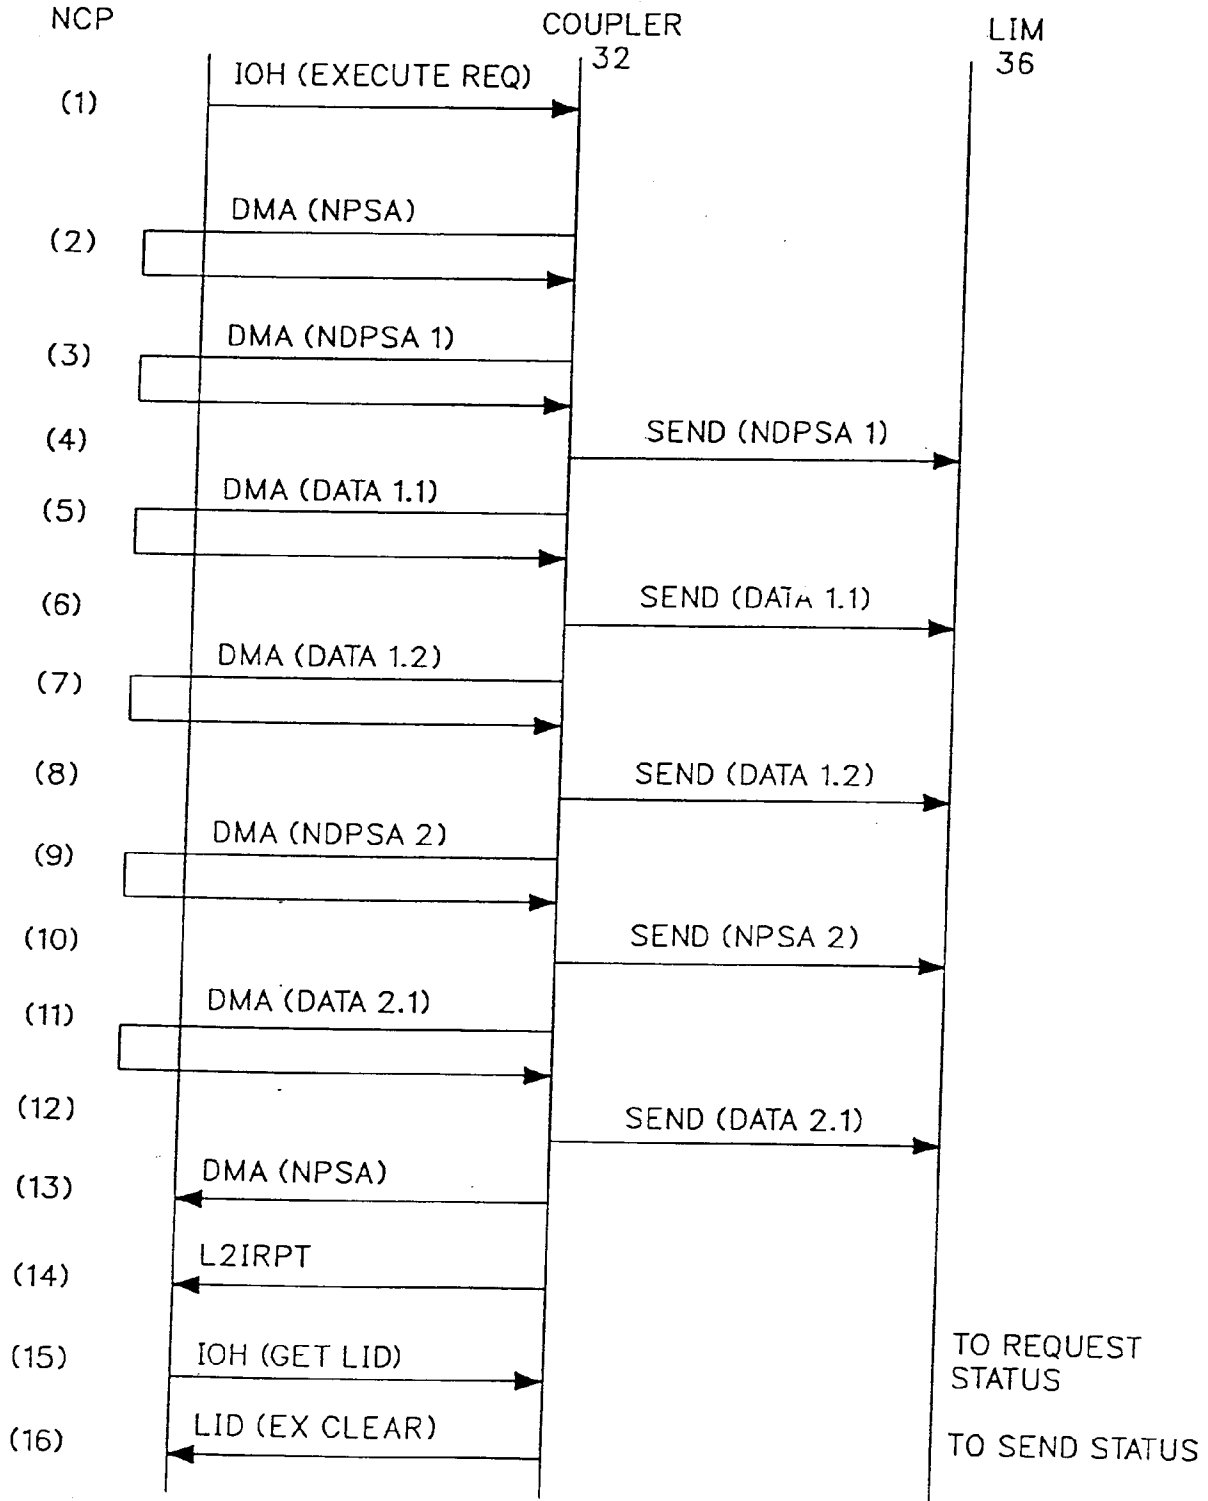 NCP
COUPLER
32
LIM
36
IOH (EXECUTE REQ)
(1)
DMA (NPSA)
(2)
DMA (NDPSA 1)
(3)
(4)
SEND (NDPSA 1)
DMA (DATA 1.1)
(5)
(6)
SEND (DATA 1.1)
DMA (DATA 1.2)
(7)
(8)
SEND (DATA 1.2)
DMA (NDPSA 2)
(9)
(10)
SEND (NPSA 2)
DMA (DATA 2.1)
(11)
(12)
SEND (DATA 2.1)
DMA (NPSA)
(13)
L2IRPT
(14)
(15)
IOH (GET LID)
TO REQUEST
STATUS
LID (EX CLEAR)
(16)
TO SEND STATUS